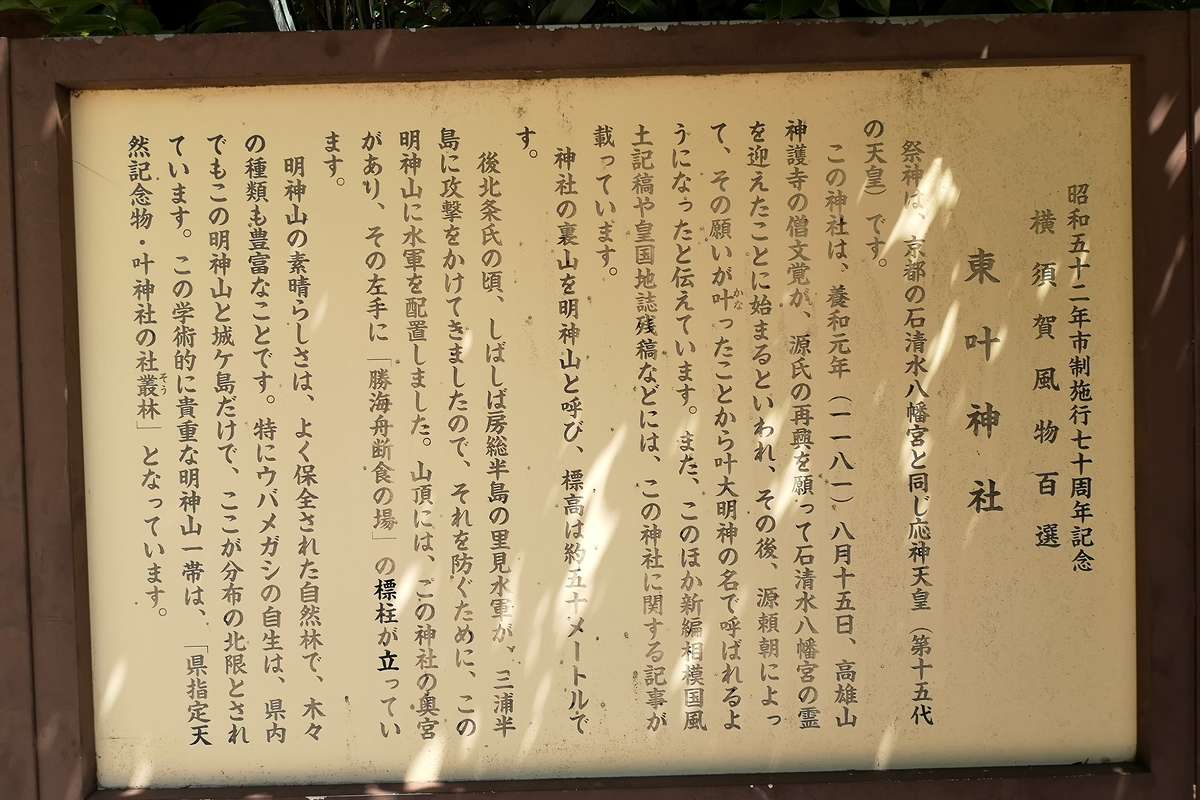 昭和五十二年市制施行七十周年記念
横須賀風物百選
東叶神社
祭神は、京都の石清水八幡宮と同じ応神天皇（第十五代
の天皇）です。
この神社は、養和元年（一一八一）八月十五日、高雄山
神護寺の僧文覚が、源氏の再興を願って石清水八幡宮の霊
を迎えたことに始まるといわれ、その後、源頼朝によっ
て、その願いが叶かなったことから叶大明神の名で呼ばれるよ
うになったと伝えています。また、このほか新編相模国風
土記稿や皇国地誌残稿などには、この神社に関する記事が
載っています。
神社の裏山を明神山と呼び、標高は約五十メートルで
す。
後北条氏の頃、しばしば房総半島の里見水軍が、三浦半
島に攻撃をかけてきましたので、それを防ぐために、この
明神山に水軍を配置しました。山頂には、この神社の奥宮
があり、その左手に「勝海舟断食の場」の標柱が立ってい
ます。
明神山の素晴らしさは、よく保全された自然林で、木々
の種類も豊富なことです。特にウバメガシの自生は、県内
でもこの明神山と城ケ島だけで、ここが分布の北限とされ
ています。この学術的に貴重な明神山一帯は、「県指定天
然記念物・叶神社の社叢そう林」となっています。